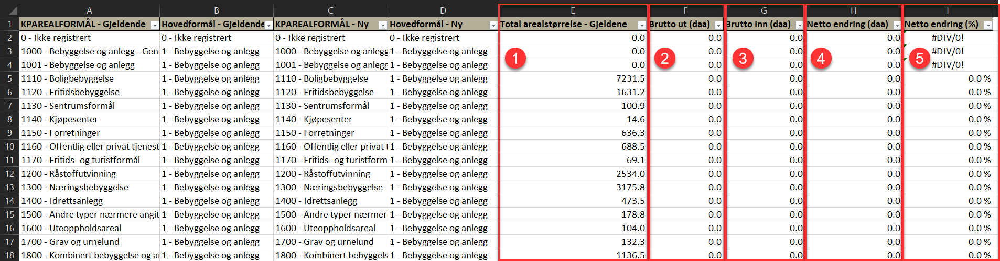 A B C D E F G H I
1 KPAREALFORMÅL - Gjeldende Hovedformål - Gjeldende KPAREALFORMÅL - Ny Hovedformål - Ny Total arealstørrelse - Gjeldene Brutto ut (daa) Brutto inn (daa) Netto endring (daa) Netto endring (%)
2 0 - Ikke registrert 0 - Ikke registrert 0 - Ikke registrert 0 - Ikke registrert 0.0 0.0 0.0 0.0 #DIV/0!
3 1000 - Bebyggelse og anlegg - Gen 1 - Bebyggelse og anlegg 1000 - Bebyggelse og anlegg 1 - Bebyggelse og anlegg 1 0.0 2 0.0 3 0.0 4 0.0 5 #DIV/0!
4 1001 - Bebyggelse og anlegg 1 - Bebyggelse og anlegg 1001 - Bebyggelse og anlegg 1 - Bebyggelse og anlegg 0.0 0.0 0.0 0.0 #DIV/0!
5 1110 - Boligbebyggelse 1 - Bebyggelse og anlegg 1110 - Boligbebyggelse 1 - Bebyggelse og anlegg 7231.5 0.0 0.0 0.0 0.0 %
6 1120 - Fritidsbebyggelse 1 - Bebyggelse og anlegg 1120 - Fritidsbebyggelse 1 - Bebyggelse og anlegg 1631.2 0.0 0.0 0.0 0.0 %
7 1130 - Sentrumsformål 1 - Bebyggelse og anlegg 1130 - Sentrumsformål 1 - Bebyggelse og anlegg 100.9 0.0 0.0 0.0 0.0 %
8 1140 - Kjøpesenter 1 - Bebyggelse og anlegg 1140 - Kjøpesenter 1 - Bebyggelse og anlegg 14.6 0.0 0.0 0.0 0.0 %
9 1150 - Forretninger 1 - Bebyggelse og anlegg 1150 - Forretninger 1 - Bebyggelse og anlegg 636.3 0.0 0.0 0.0 0.0 %
10 1160 - Offentlig eller privat tjenest 1 - Bebyggelse og anlegg 1160 - Offentlig eller privat t 1 - Bebyggelse og anlegg 688.5 0.0 0.0 0.0 0.0 %
11 1170 - Fritids- og turistformål 1 - Bebyggelse og anlegg 1170 - Fritids- og turistform 1 - Bebyggelse og anlegg 69.1 0.0 0.0 0.0 0.0 %
12 1200 - Råstoffutvinning 1 - Bebyggelse og anlegg 1200 - Råstoffutvinning 1 - Bebyggelse og anlegg 2534.0 0.0 0.0 0.0 0.0 %
13 1300 - Næringsbebyggelse 1 - Bebyggelse og anlegg 1300 - Næringsbebyggelse 1 - Bebyggelse og anlegg 3175.8 0.0 0.0 0.0 0.0 %
14 1400 - Idrettsanlegg 1 - Bebyggelse og anlegg 1400 - Idrettsanlegg 1 - Bebyggelse og anlegg 473.5 0.0 0.0 0.0 0.0 %
15 1500 - Andre typer nærmere angit 1 - Bebyggelse og anlegg 1500 - Andre typer nærmere 1 - Bebyggelse og anlegg 178.8 0.0 0.0 0.0 0.0 %
16 1600 - Uteoppholdsareal 1 - Bebyggelse og anlegg 1600 - Uteoppholdsareal 1 - Bebyggelse og anlegg 104.0 0.0 0.0 0.0 0.0 %
17 1700 - Grav og urnelund 1 - Bebyggelse og anlegg 1700 - Grav og urnelund 1 - Bebyggelse og anlegg 132.3 0.0 0.0 0.0 0.0 %
18 1800 - Kombinert bebyggelse og a 1 - Bebyggelse og anlegg 1800 - Kombinert bebyggels 1 - Bebyggelse og anlegg 1136.5 0.0 0.0 0.0 0.0 %